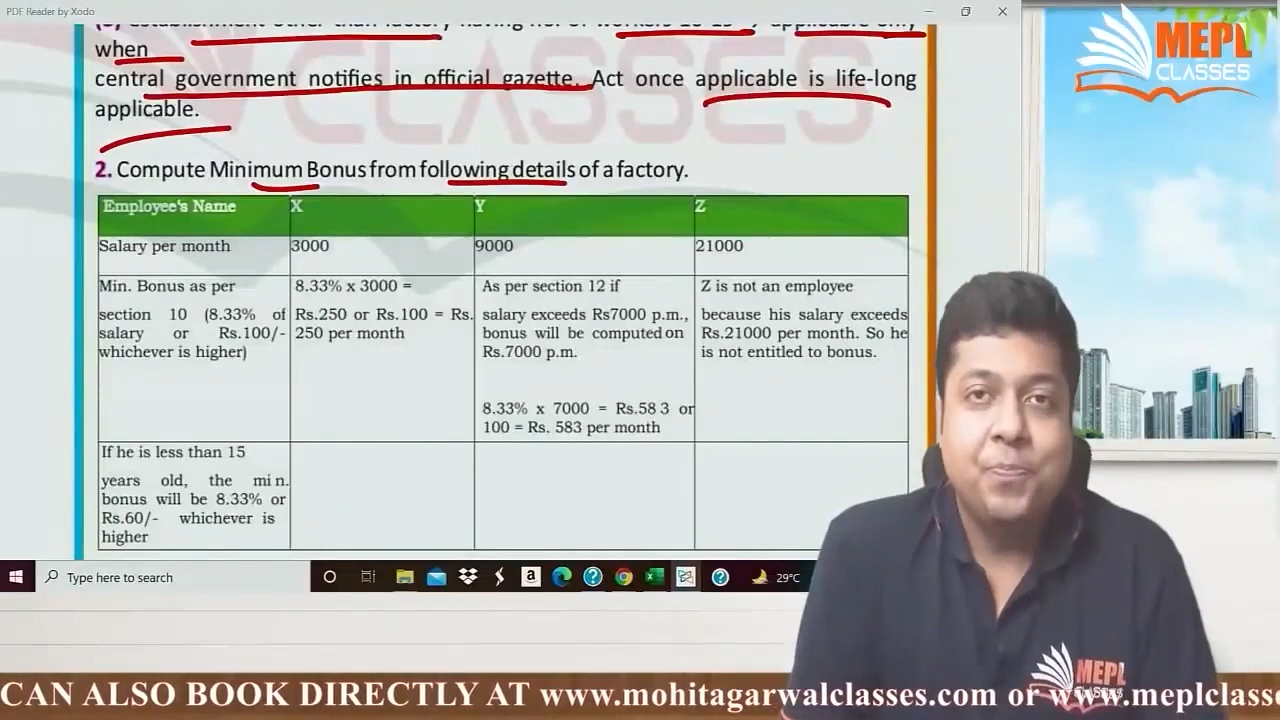 PDF Reader by Xodo
when
central government notifies in official gazette. Act once applicable is life-long
applicable.
2. Compute Minimum Bonus from following details of a factory.
Employee's Name X Y Z
Salary per month 3000 9000 21000
Min. Bonus as per
section 10 (8.33% of
salary or Rs.100/-
whichever is higher)
8.33% x 3000 =
Rs.250 or Rs.100 = Rs.
250 per month
As per section 12 if
salary exceeds Rs7000 p.m.,
bonus will be computed on
Rs.7000 p.m.
8.33% x 7000 = Rs.58 3 or
100 = Rs. 583 per month
Z is not an employee
because his salary exceeds
Rs.21000 per month. So he
is not entitled to bonus.
If he is less than 15
years old, the min.
bonus will be 8.33% or
Rs.60/- whichever is
higher
CLASSES
MEPL
CLASSES
Type here to search
29°C
MEPL
CLASSES
CAN ALSO BOOK DIRECTLY AT www.mohitagarwalclasses.com or www.meplclass